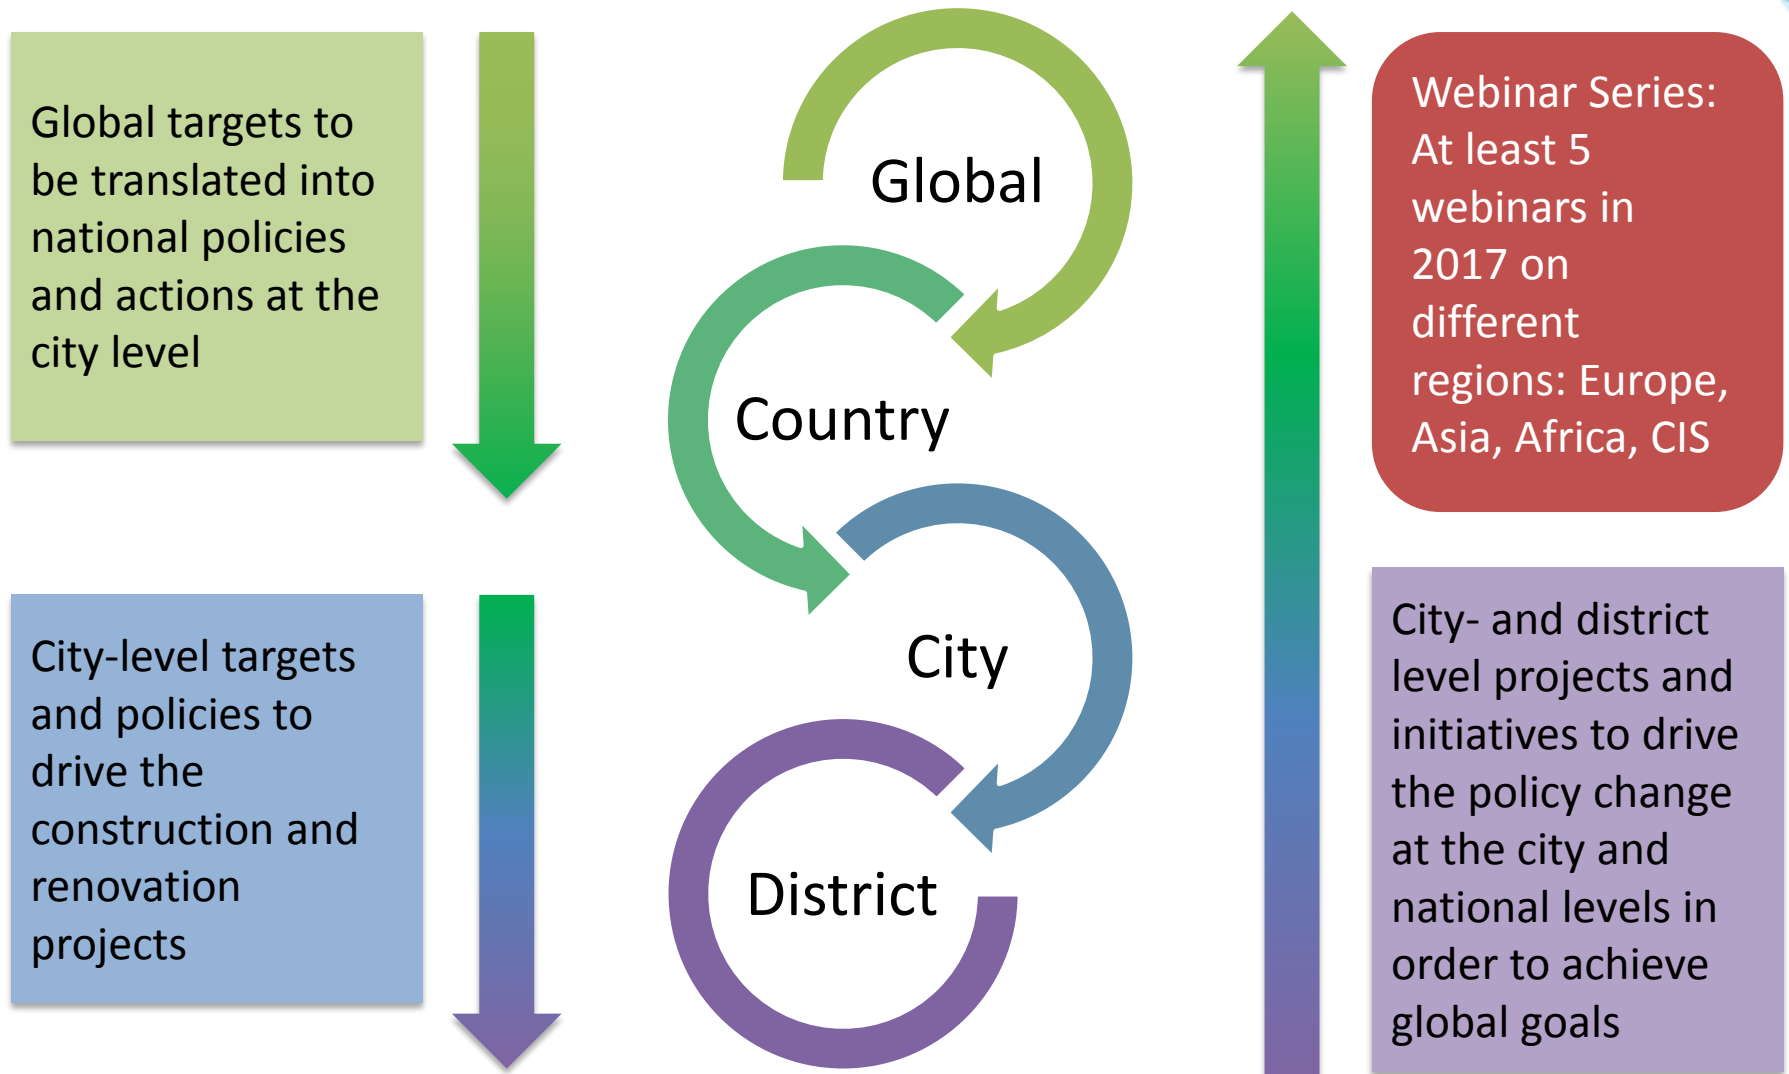 Global targets to
be translated into
national policies
and actions at the
city level
City-level targets
and policies to
drive the
construction and
renovation
projects
Global
Country
City
District
Webinar Series:
At least 5
webinars in
2017 on
different
regions: Europe,
Asia, Africa, CIS
City- and district
level projects and
initiatives to drive
the policy change
at the city and
national levels in
order to achieve
global goals